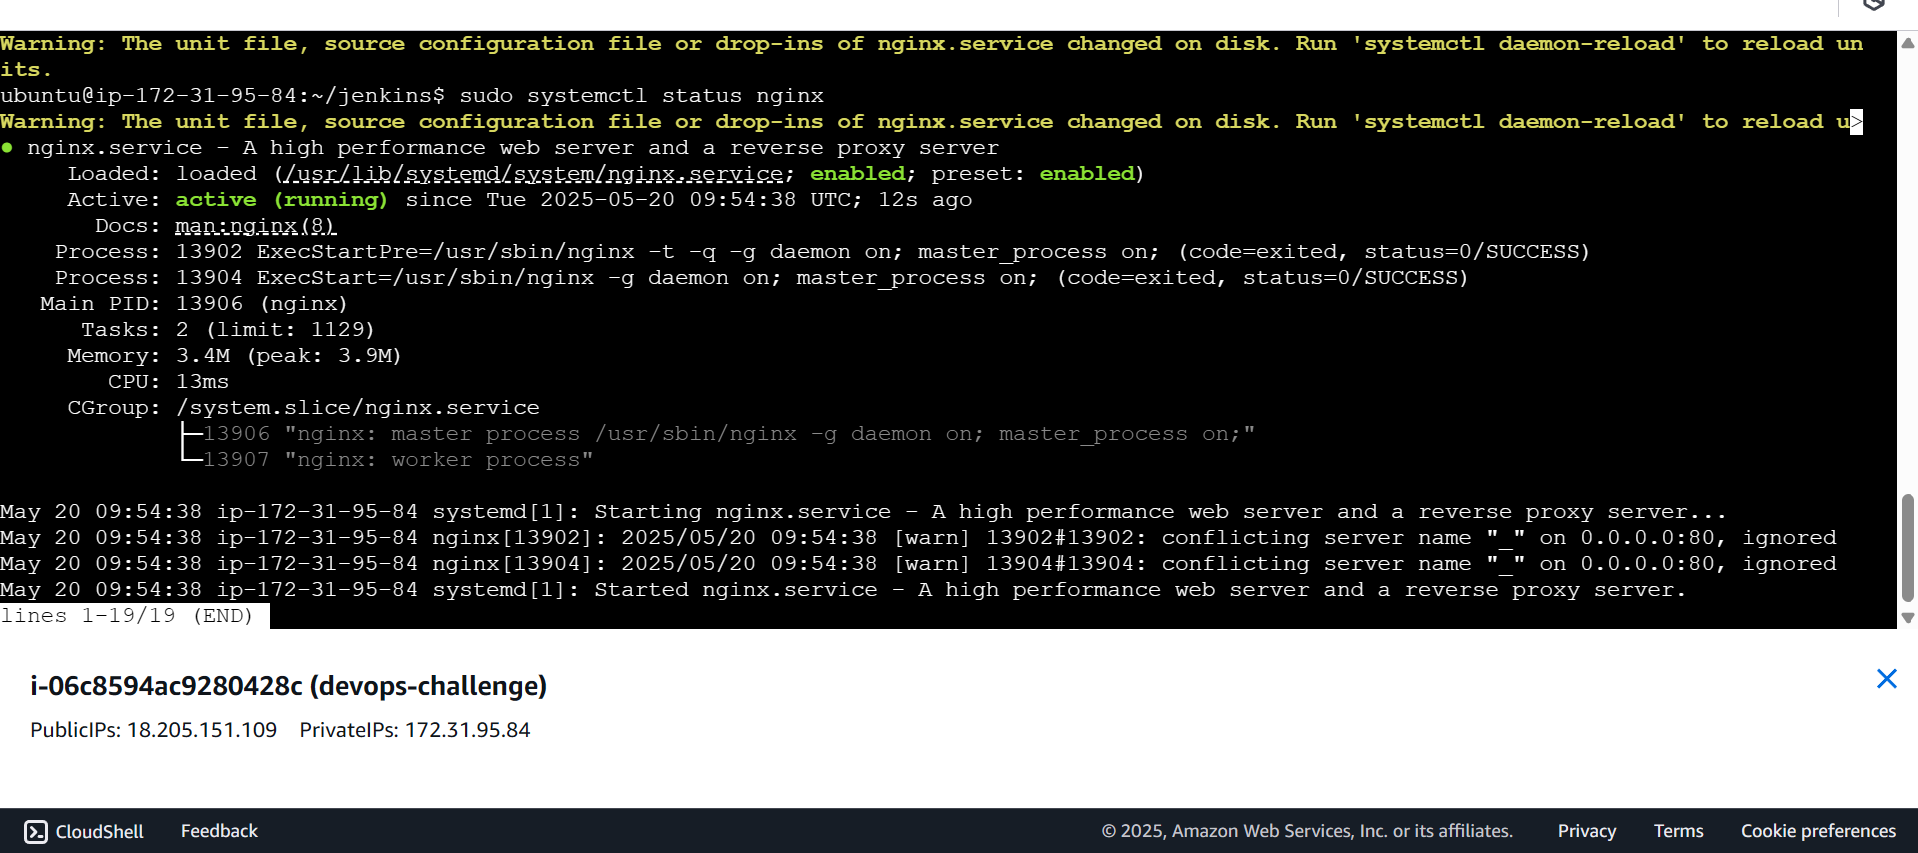 Warning: The unit file, source configuration file or drop-ins of nginx.service changed on disk. Run 'systemctl daemon-reload' to reload un
its.
ubuntu@ip-172-31-95-84:~/jenkins$ sudo systemctl status nginx
Warning: The unit file, source configuration file or drop-ins of nginx.service changed on disk. Run 'systemctl daemon-reload' to reload u>
● nginx.service - A high performance web server and a reverse proxy server
Loaded: loaded (/usr/lib/systemd/system/nginx.service; enabled; preset: enabled)
Active: active (running) since Tue 2025-05-20 09:54:38 UTC; 12s ago
Docs: man:nginx(8)
Process: 13902 ExecStartPre=/usr/sbin/nginx -t -q -g daemon on; master_process on; (code=exited, status=0/SUCCESS)
Process: 13904 ExecStart=/usr/sbin/nginx -g daemon on; master_process on; (code=exited, status=0/SUCCESS)
Main PID: 13906 (nginx)
Tasks: 2 (limit: 1129)
Memory: 3.4M (peak: 3.9M)
CPU: 13ms
CGroup: /system.slice/nginx.service
├─13906 "nginx: master process /usr/sbin/nginx -g daemon on; master_process on;"
└─13907 "nginx: worker process"
May 20 09:54:38 ip-172-31-95-84 systemd[1]: Starting nginx.service - A high performance web server and a reverse proxy server...
May 20 09:54:38 ip-172-31-95-84 nginx[13902]: 2025/05/20 09:54:38 [warn] 13902#13902: conflicting server name "_" on 0.0.0.0:80, ignored
May 20 09:54:38 ip-172-31-95-84 nginx[13904]: 2025/05/20 09:54:38 [warn] 13904#13904: conflicting server name "_" on 0.0.0.0:80, ignored
May 20 09:54:38 ip-172-31-95-84 systemd[1]: Started nginx.service - A high performance web server and a reverse proxy server.
lines 1-19/19 (END)
i-06c8594ac9280428c (devops-challenge)
PublicIPs: 18.205.151.109 PrivateIPs: 172.31.95.84
CloudShell Feedback © 2025, Amazon Web Services, Inc. or its affiliates. Privacy Terms Cookie preferences